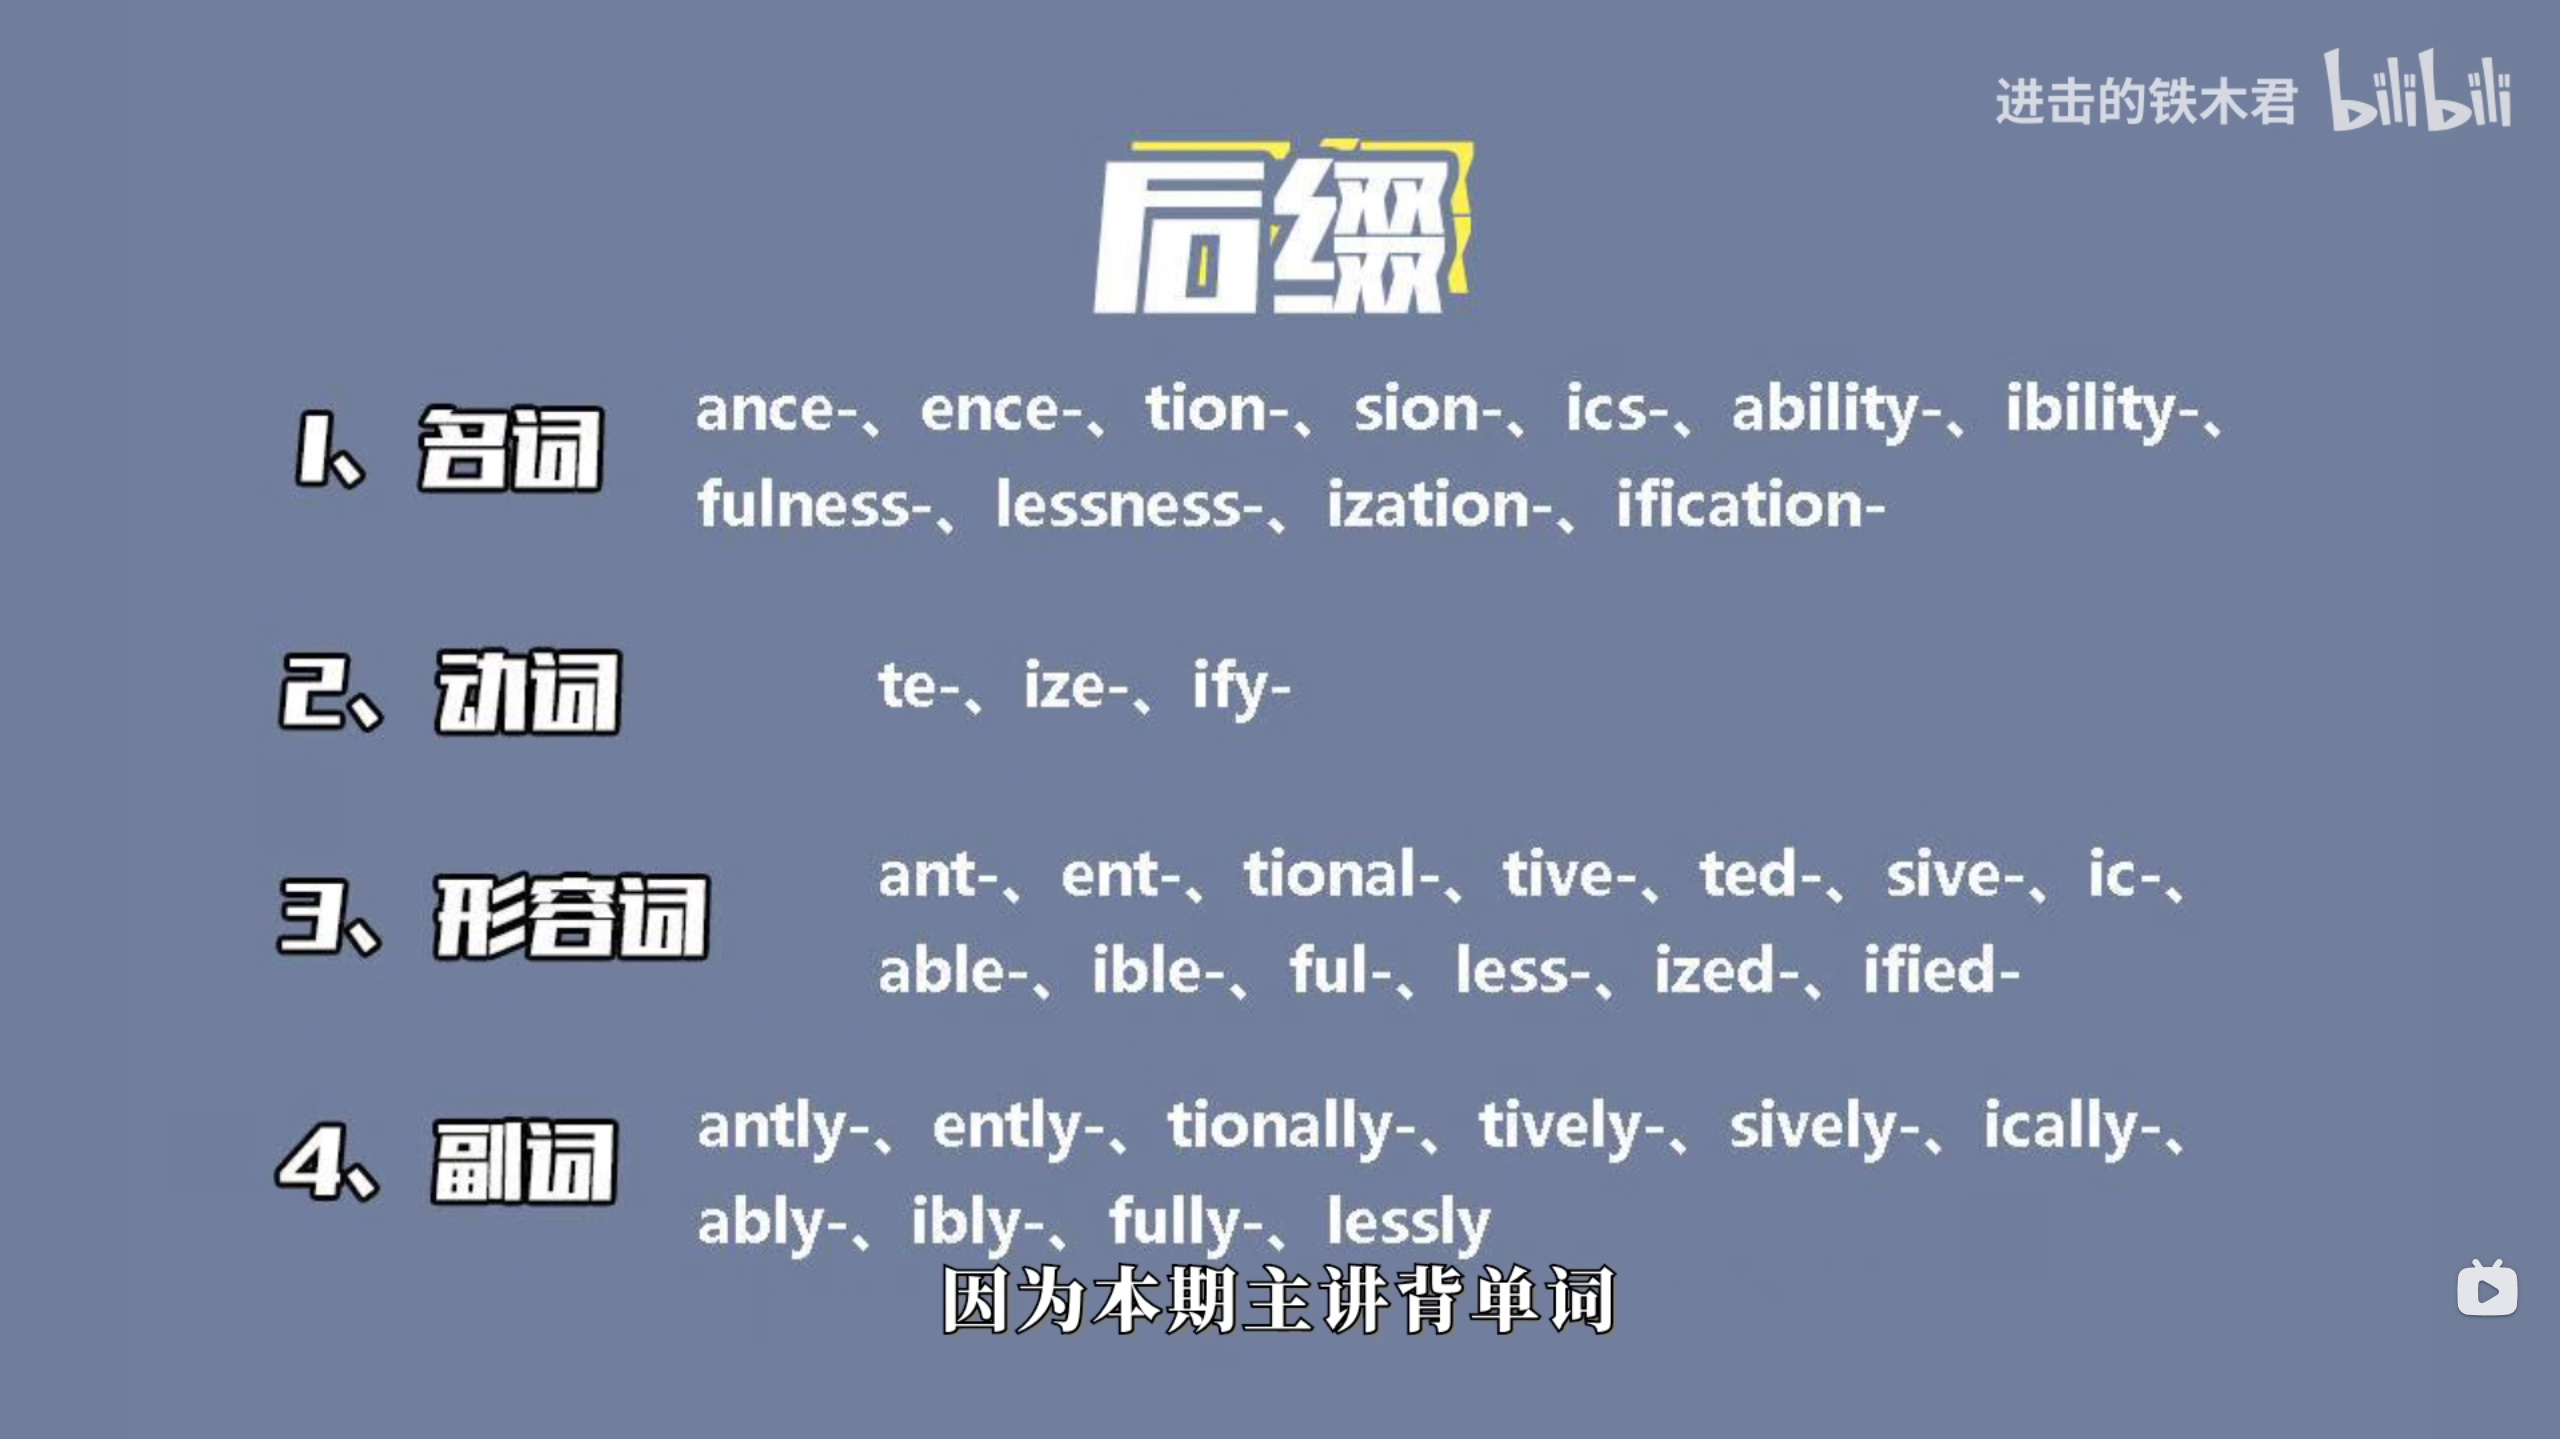 进击的铁木君 bilibili
后缀
1、名词 ance-、ence-、tion-、sion-、ics-、ability-、ibility-、
fulness-、lessness-、ization-、ification-
2、动词 te-、ize-、ify-
3、形容词 ant-、ent-、tional-、tive-、ted-、sive-、ic-、
able-、ible-、ful-、less-、ized-、ified-
4、副词 antly-、ently-、tionally-、tively-、sively-、ically-、
ably-、ibly-、fully-、lessly
因为本期主讲背单词